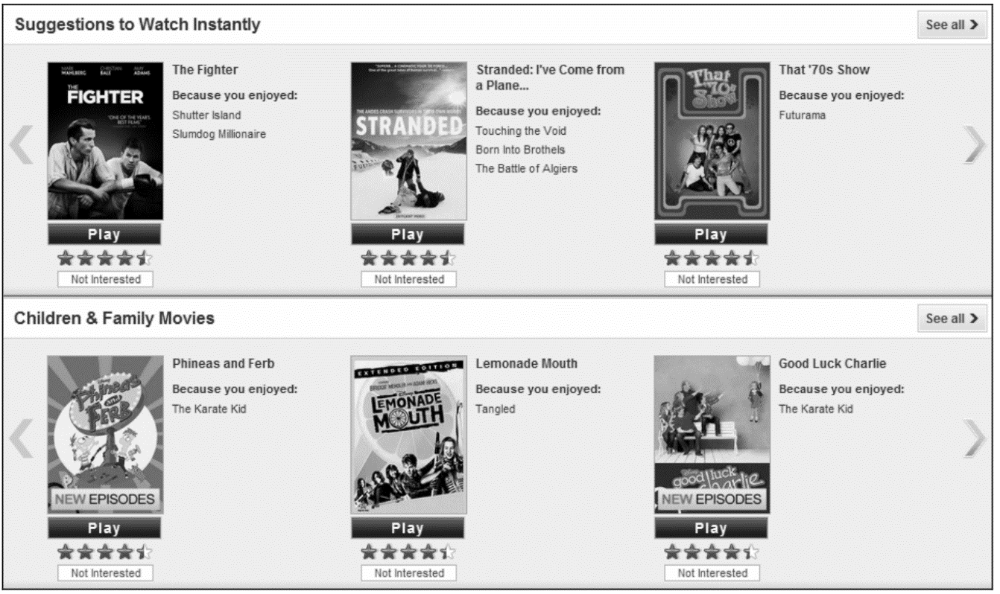 Suggestions to Watch Instantly
See all
MARK WAHLBERG CHRISTIAN BALE AMY ADAMS
THE
FIGHTER
"ONE OF THE YEAR'S
BEST FILMS"
The Fighter
Because you enjoyed:
Shutter Island
Slumdog Millionaire
Play
Not Interested
STRANDED
Stranded: I've Come from
a Plane...
Because you enjoyed:
Touching the Void
Born Into Brothels
The Battle of Algiers
Play
Not Interested
That
'70s
Show
That '70s Show
Because you enjoyed:
Futurama
Play
Not Interested
Children & Family Movies
See all
Disney
Phineas
and
FERB
NEW EPISODES
Phineas and Ferb
Because you enjoyed:
The Karate Kid
Play
Not Interested
EXTENDED EDITION
BRIDGIT MENDLER AND ADAM HICKS
Disney
LEMONADE
MOUTH
Lemonade Mouth
Because you enjoyed:
Tangled
Play
Not Interested
Disney
good luck
charlie
NEW EPISODES
Good Luck Charlie
Because you enjoyed:
The Karate Kid
Play
Not Interested